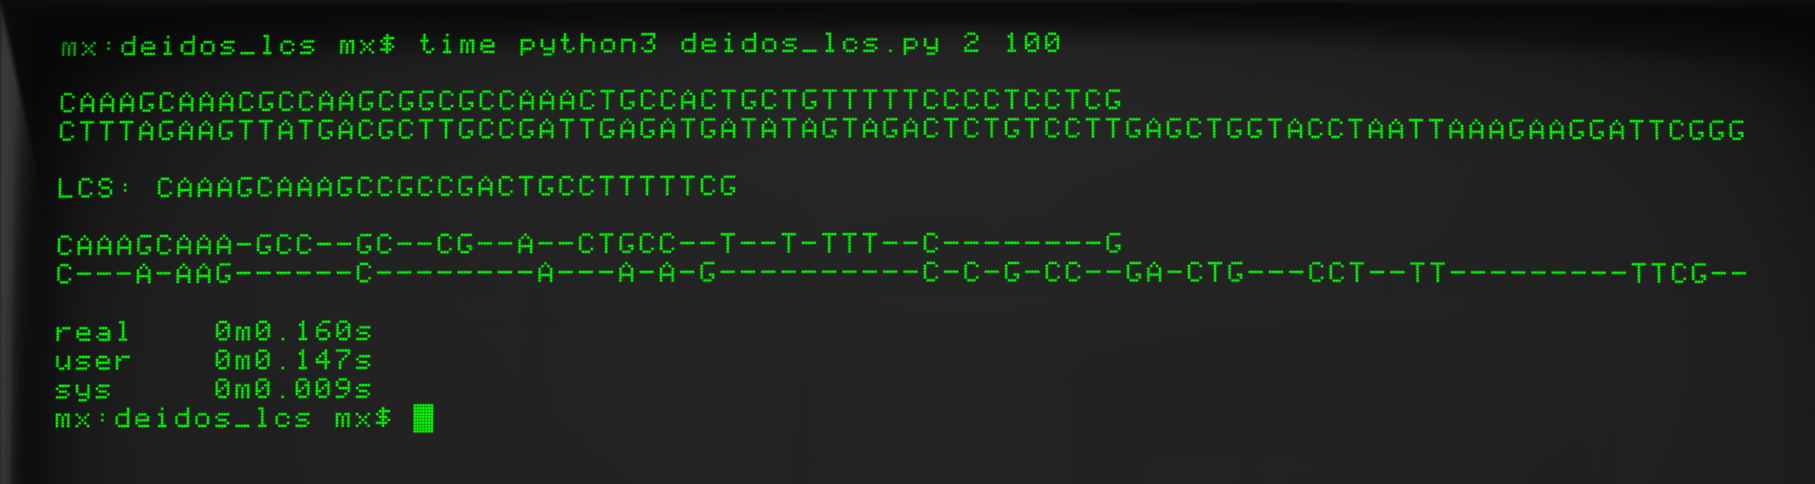 mx:deidos_lcs mx$ time python3 deidos_lcs.py 2 100
CAAAGCAAACGCCAAGCGGCGCCAAACTGCCACTGCTGTTTTTCCCCTCCTCG
CTTTAGAAGTTATGACGCTTGCCGATTGAGATGATATAGTAGACTCTGTCCTTGAGCTGGTACCTAATTAAAGAAGGATTCGGG
LCS: CAAAGCAAAGCCGCCGACTGCCTTTTTCG
CAAAGCAAA-GCC--GC--CG--A--CTGCC--T--T-TTT--C--------G
C---A-AAG------C--------A---A-A-G----------C-C-G-CC--GA-CTG---CCT--TT---------TTCG--
real 0m0.160s
user 0m0.147s
sys 0m0.009s
mx:deidos_lcs mx$